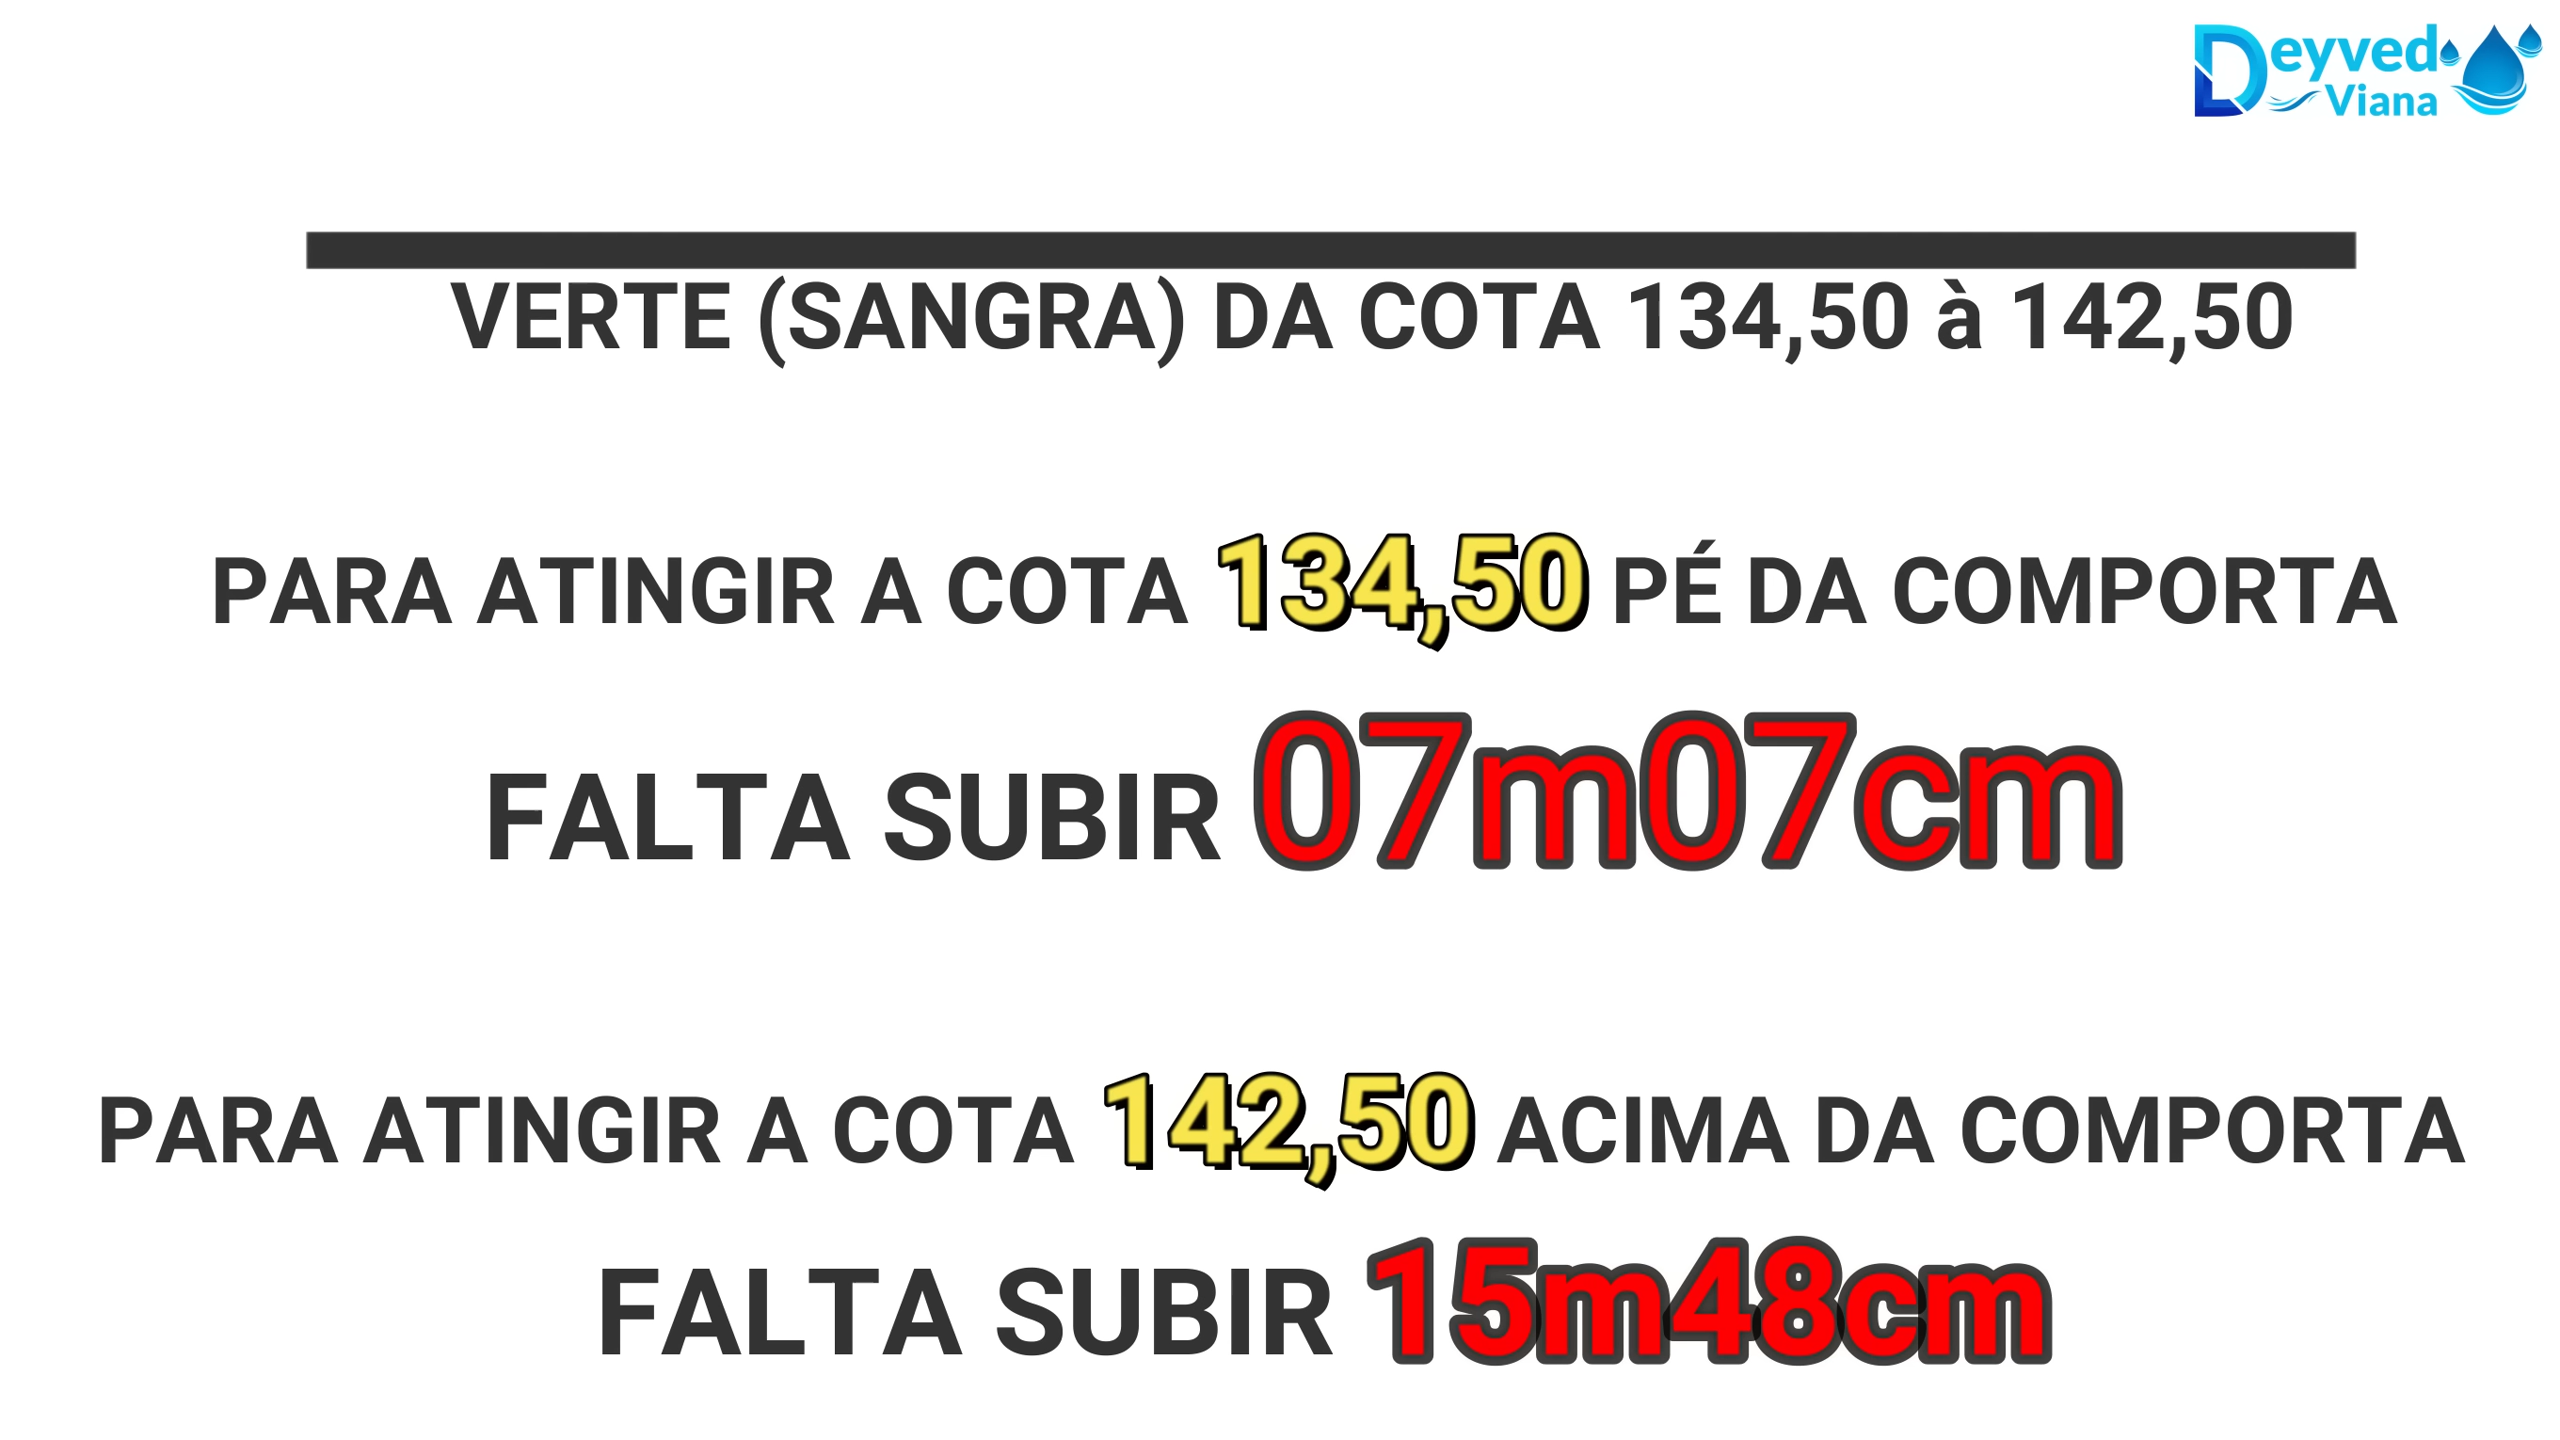 Deyved
Viana
VERTE (SANGRA) DA COTA 134,50 à 142,50
PARA ATINGIR A COTA 134,50 PÉ DA COMPORTA
FALTA SUBIR 07m07cm
PARA ATINGIR A COTA 142,50 ACIMA DA COMPORTA
FALTA SUBIR 15m48cm